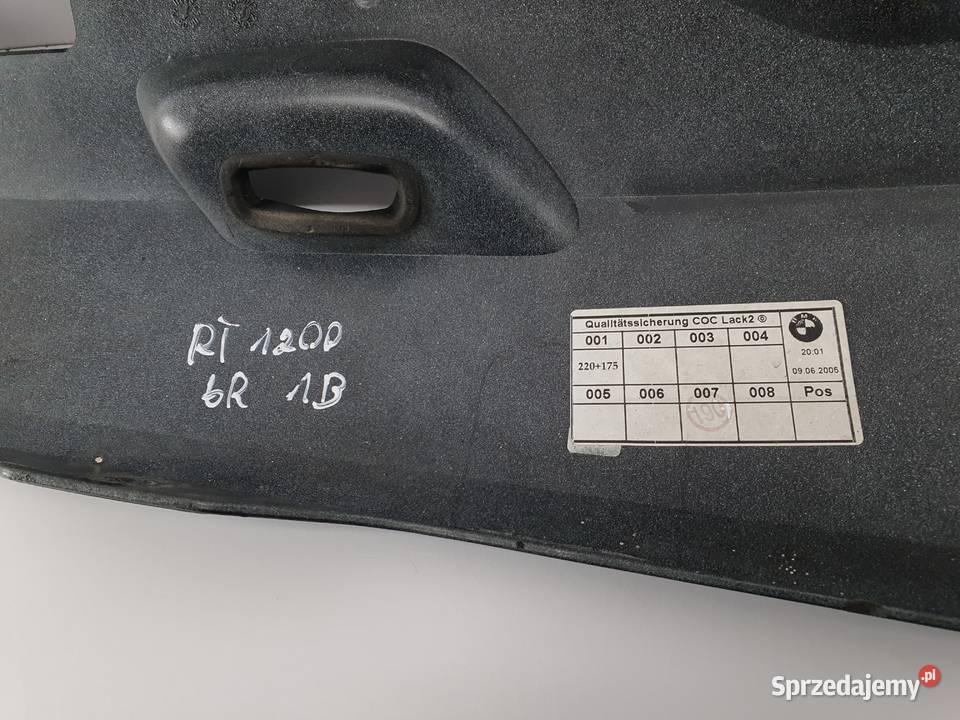 RT 1200
6R 1B
Qualitätssicherung COC Lack2 ©
BMW
001 002 003 004
20:01
220+175
09.06.2005
005 006 007 008 Pos
Sprzedajemy.pl